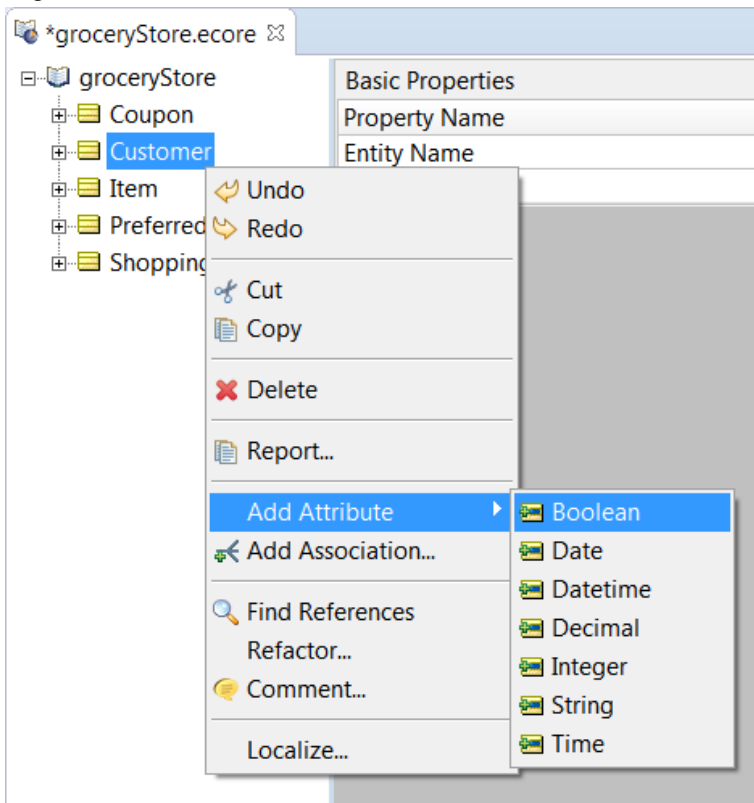 *groceryStore.ecore
groceryStore
Coupon
Customer
Item
Preferred
Shopping
Basic Properties
Property Name
Entity Name
Undo
Redo
Cut
Copy
Delete
Report...
Add Attribute
Add Association...
Find References
Refactor...
Comment...
Localize...
Boolean
Date
Datetime
Decimal
Integer
String
Time